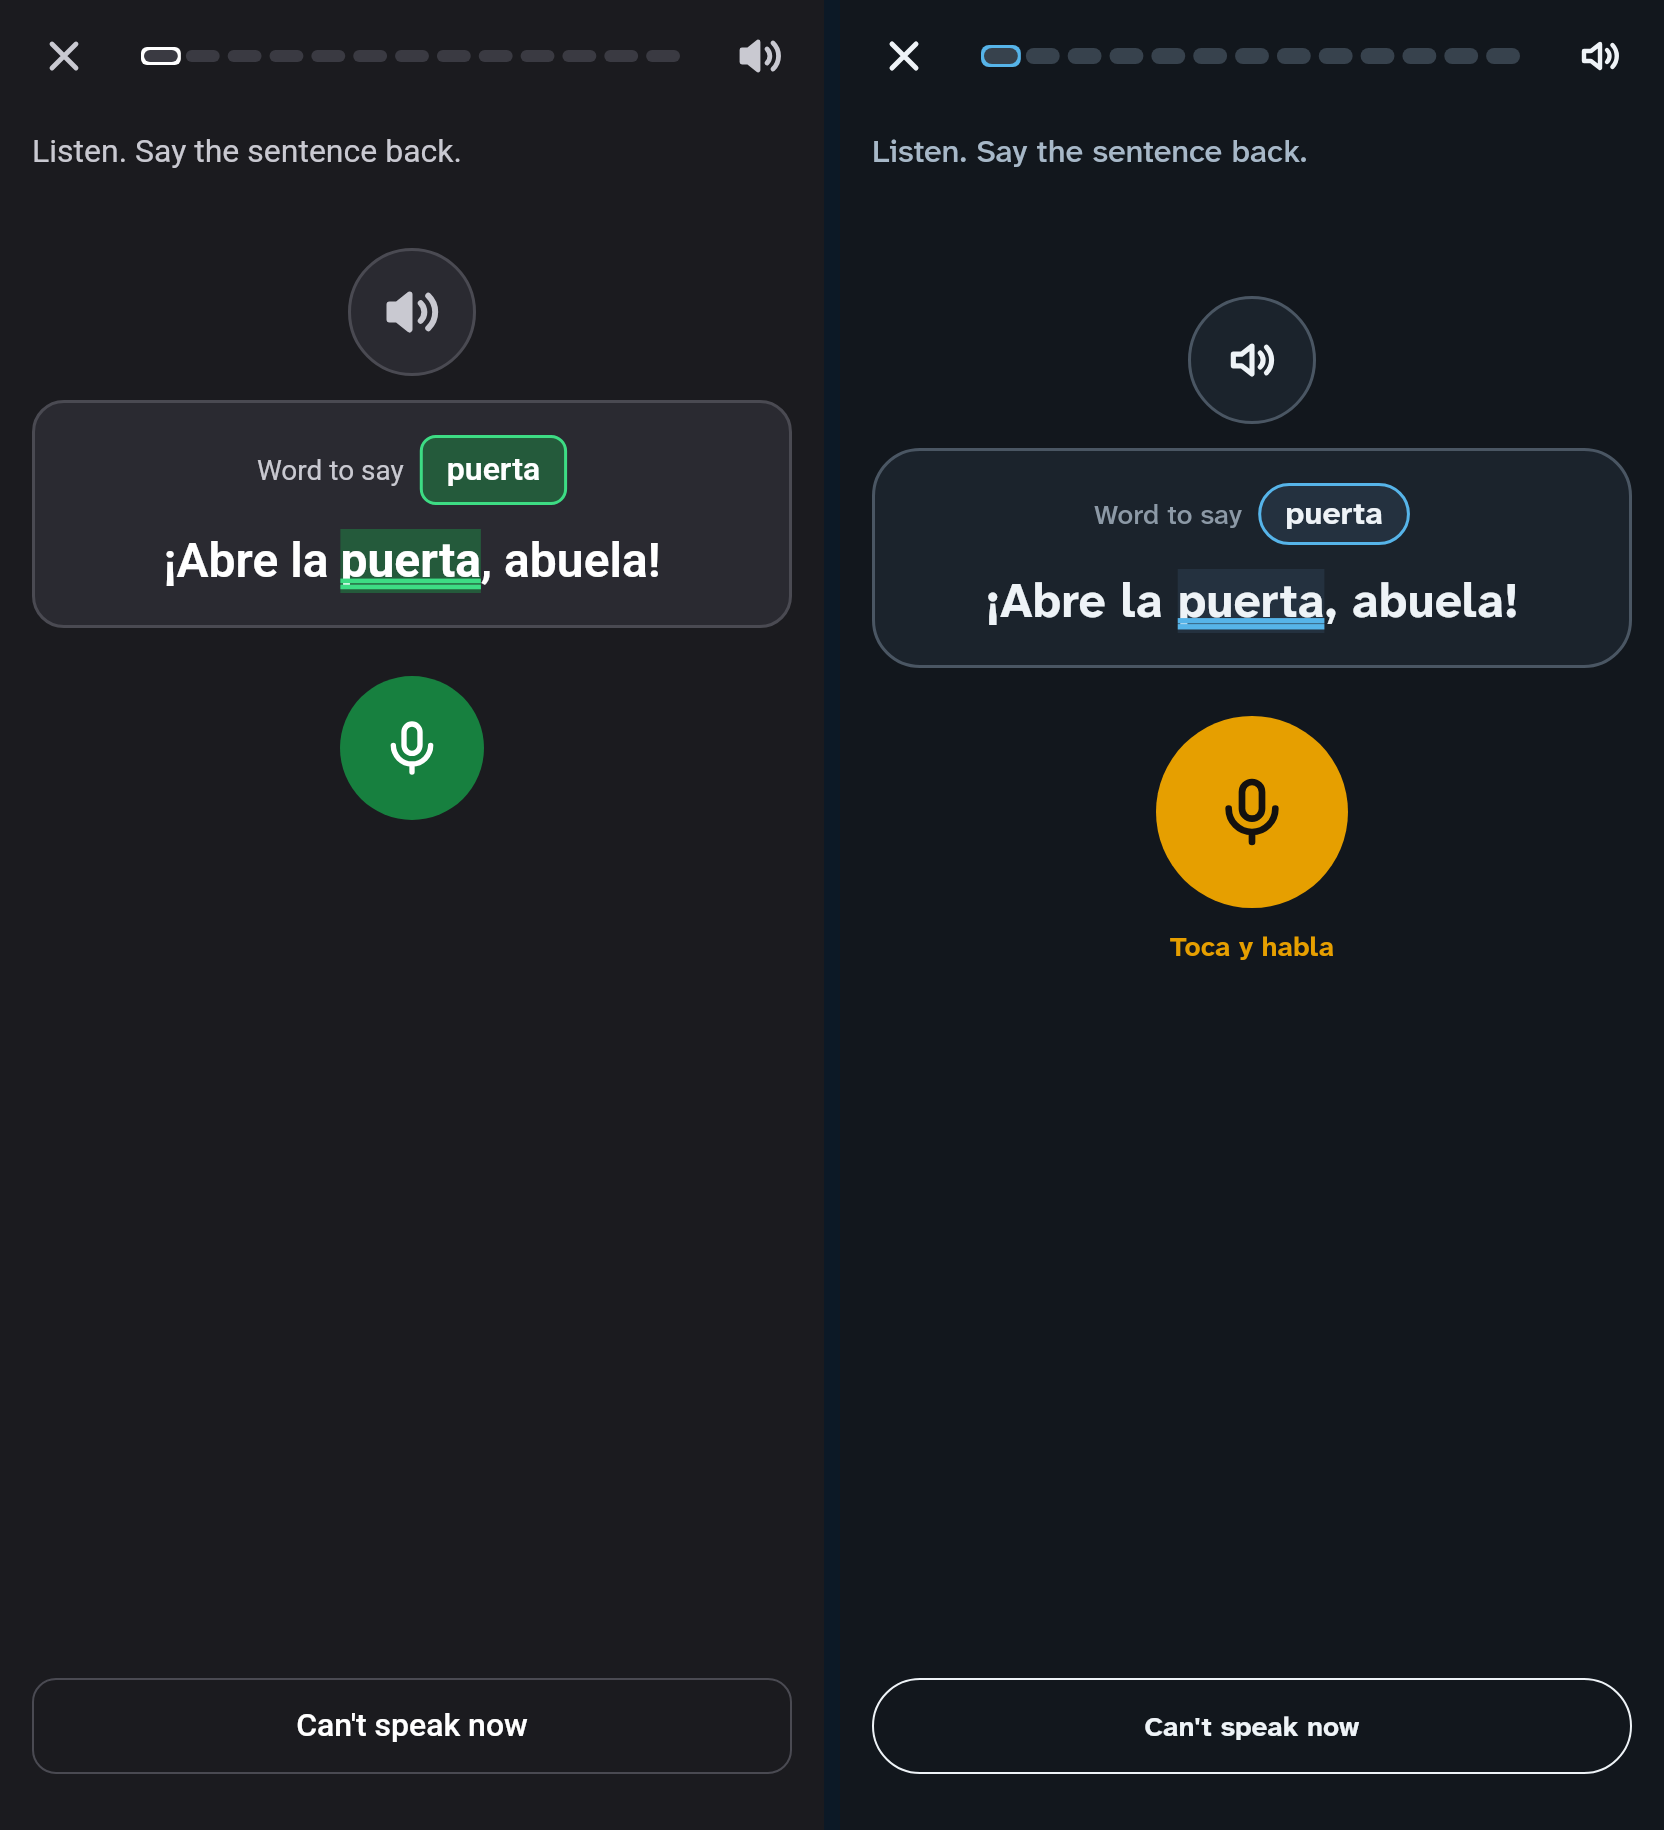 Listen. Say the sentence back.
Word to say puerta
¡Abre la puerta, abuela!
Can't speak now
Listen. Say the sentence back.
Word to say puerta
¡Abre la puerta, abuela!
Toca y habla
Can't speak now